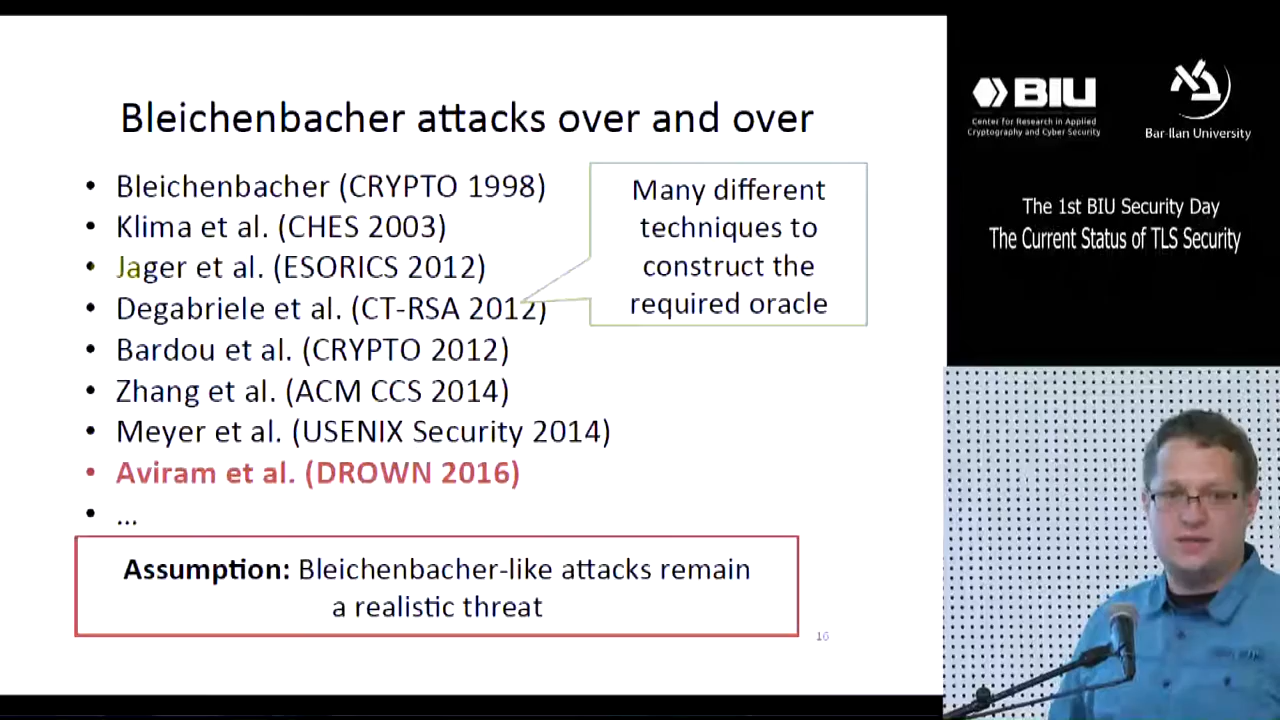 Bleichenbacher attacks over and over
• Bleichenbacher (CRYPTO 1998)
• Klima et al. (CHES 2003)
• Jager et al. (ESORICS 2012)
• Degabriele et al. (CT-RSA 2012)
• Bardou et al. (CRYPTO 2012)
• Zhang et al. (ACM CCS 2014)
• Meyer et al. (USENIX Security 2014)
• Aviram et al. (DROWN 2016)
• ...
Many different
techniques to
construct the
required oracle
Assumption: Bleichenbacher-like attacks remain
a realistic threat
16
BIU
Center for Research in Applied
Cryptography and Cyber Security
Bar-Ilan University
The 1st BIU Security Day
The Current Status of TLS Security